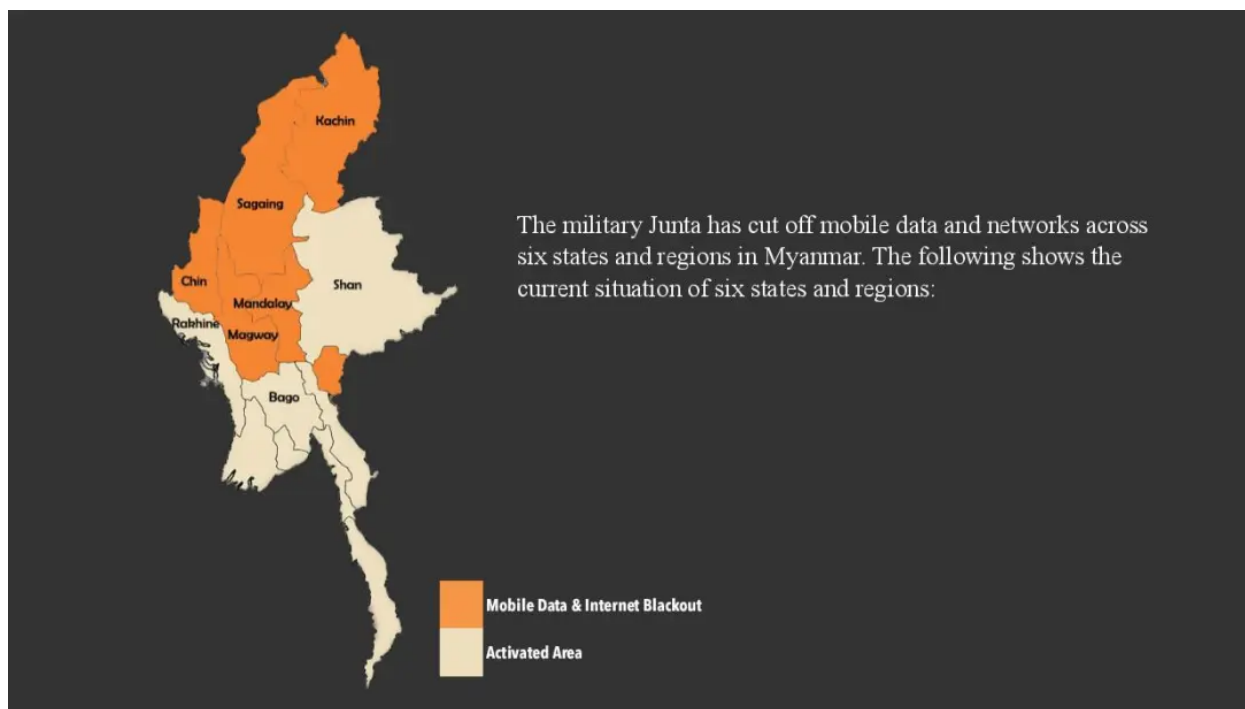 Kachin
Sagaing
Chin
Shan
Mandalay
Rakhine
Magway
Bago
The military Junta has cut off mobile data and networks across
six states and regions in Myanmar. The following shows the
current situation of six states and regions:
Mobile Data & Internet Blackout
Activated Area